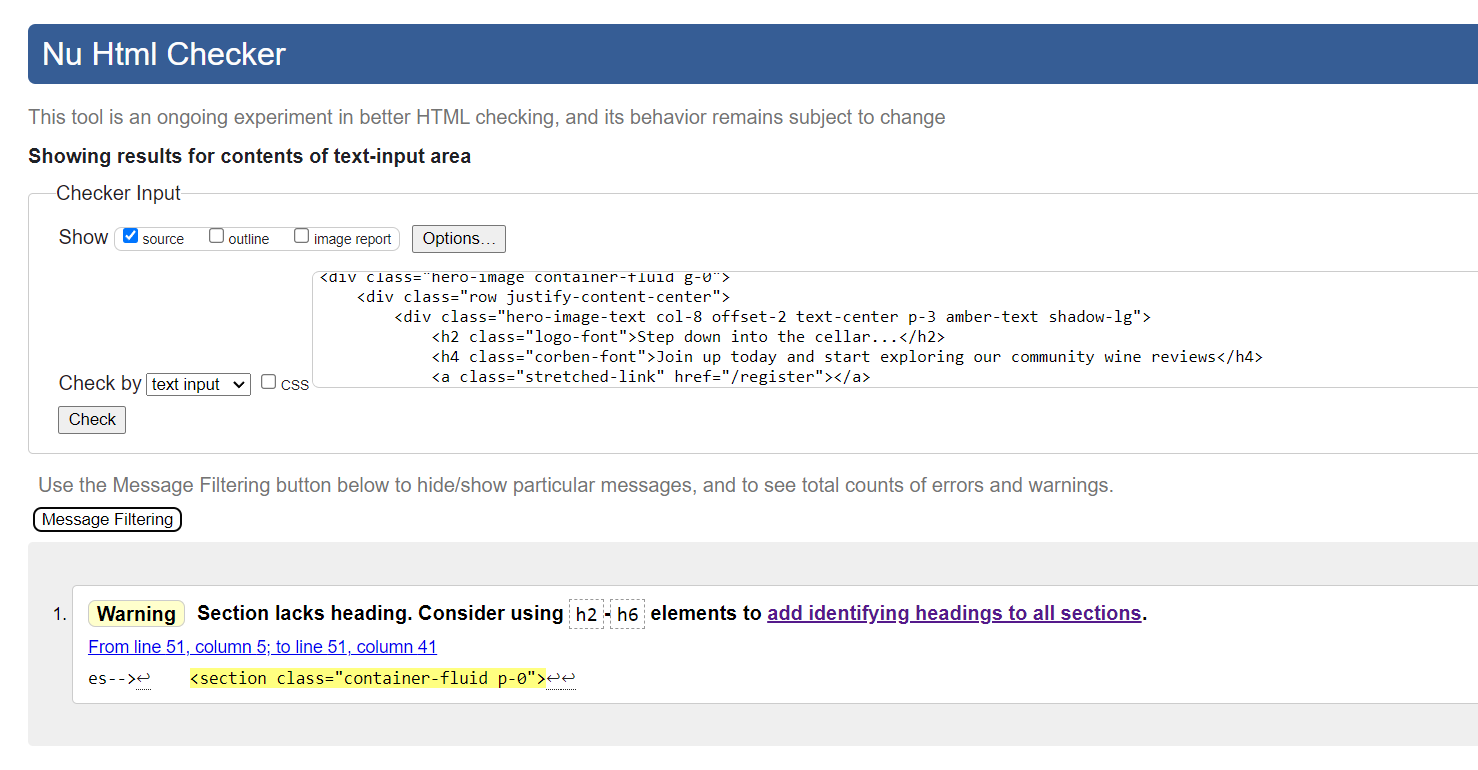 Nu Html Checker
This tool is an ongoing experiment in better HTML checking, and its behavior remains subject to change
Showing results for contents of text-input area
Checker Input
Show source outline image report Options...
<div class="hero-image container-fluid g-0">
<div class="row justify-content-center">
<div class="hero-image-text col-8 offset-2 text-center p-3 amber-text shadow-lg">
<h2 class="logo-font">Step down into the cellar...</h2>
<h4 class="corben-font">Join up today and start exploring our community wine reviews</h4>
<a class="stretched-link" href="/register"></a>
Check by text input CSS
Check
Use the Message Filtering button below to hide/show particular messages, and to see total counts of errors and warnings.
Message Filtering
1. Warning Section lacks heading. Consider using h2-h6 elements to add identifying headings to all sections.
From line 51, column 5; to line 51, column 41
es-->↩ <section class="container-fluid p-0">↩↩